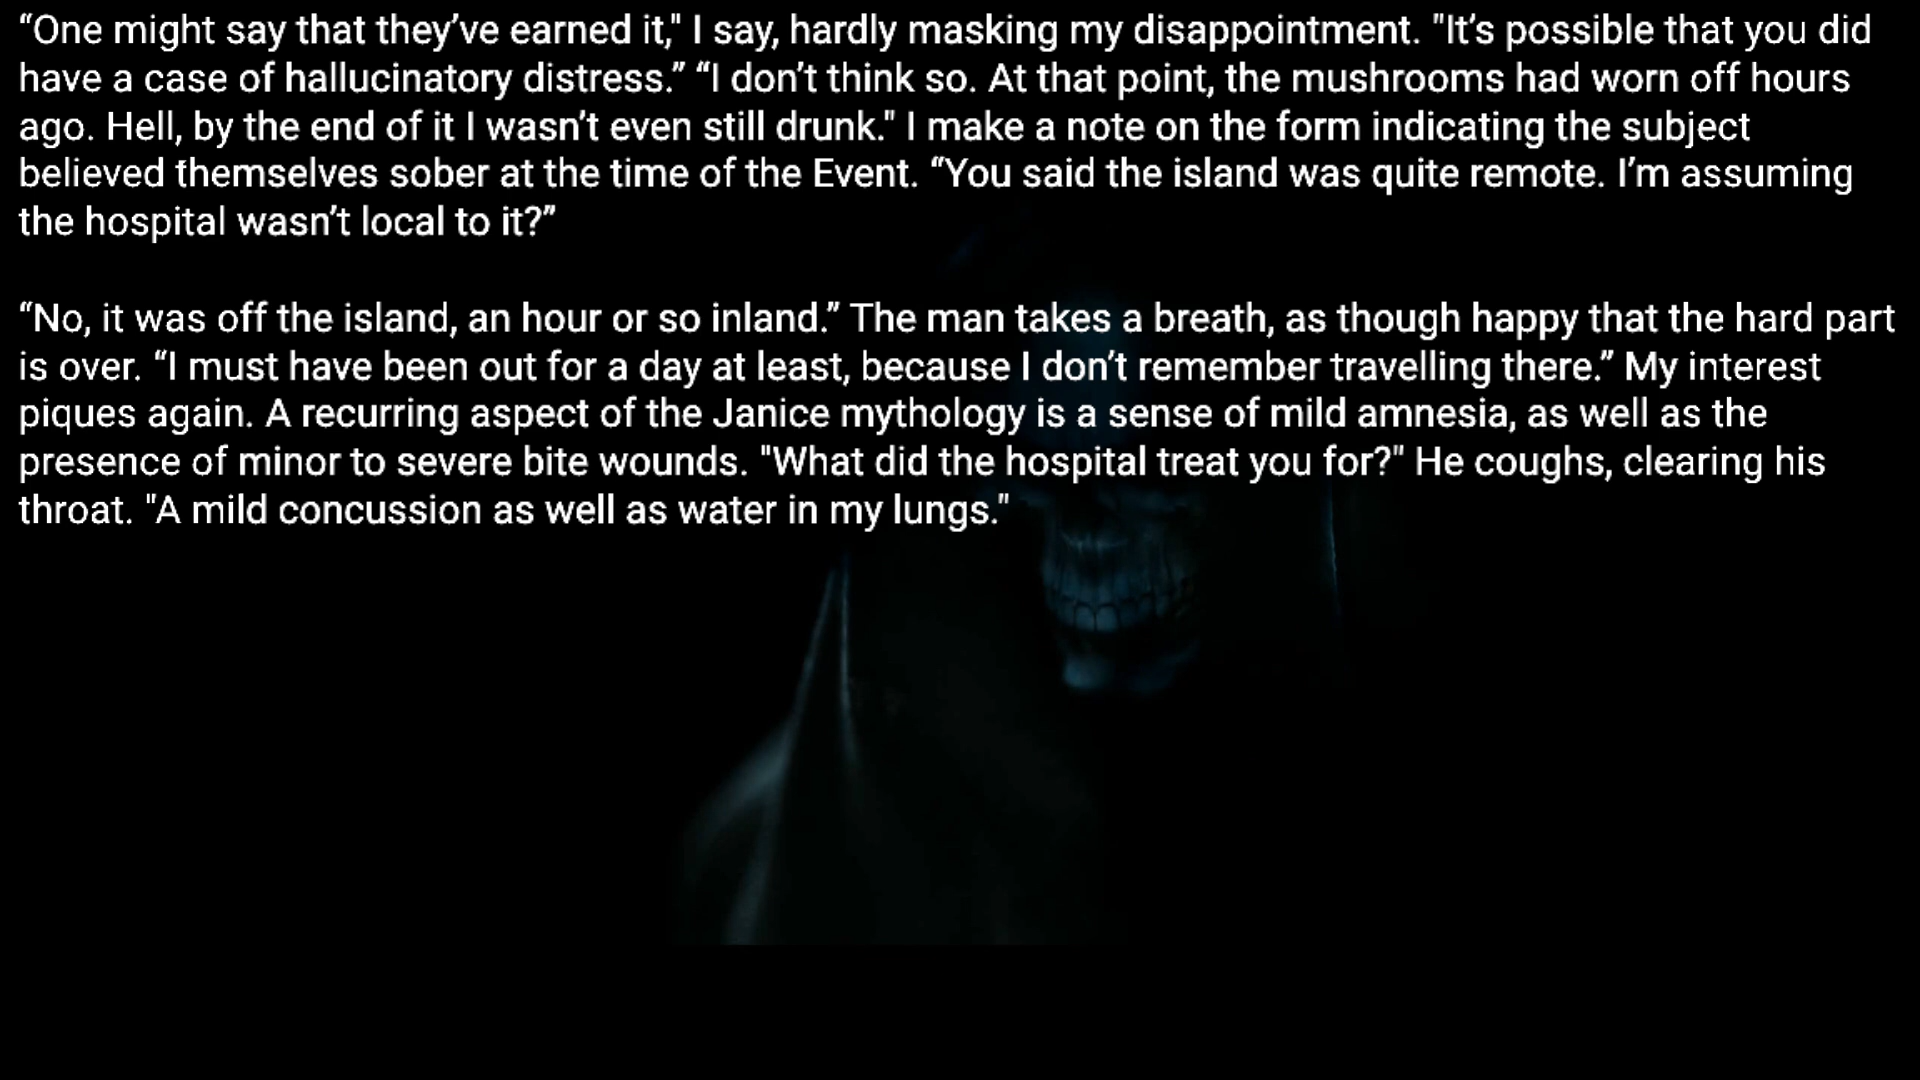 “One might say that they’ve earned it," I say, hardly masking my disappointment. "It’s possible that you did
have a case of hallucinatory distress.” “I don’t think so. At that point, the mushrooms had worn off hours
ago. Hell, by the end of it I wasn’t even still drunk." I make a note on the form indicating the subject
believed themselves sober at the time of the Event. “You said the island was quite remote. I’m assuming
the hospital wasn’t local to it?”
“No, it was off the island, an hour or so inland.” The man takes a breath, as though happy that the hard part
is over. “I must have been out for a day at least, because I don’t remember travelling there.” My interest
piques again. A recurring aspect of the Janice mythology is a sense of mild amnesia, as well as the
presence of minor to severe bite wounds. "What did the hospital treat you for?" He coughs, clearing his
throat. "A mild concussion as well as water in my lungs."